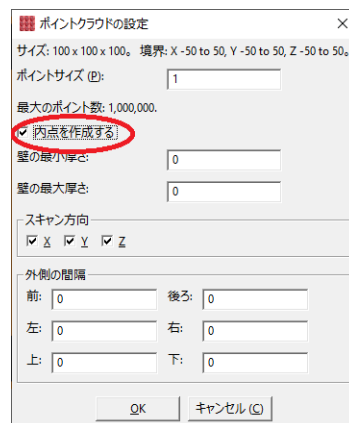 ポイントクラウドの設定
サイズ: 100 x 100 x 100。 境界: X -50 to 50, Y -50 to 50, Z -50 to 50。
ポイントサイズ (P): 1
最大のポイント数: 1,000,000.
内点を作成する
壁の最小厚さ: 0
壁の最大厚さ: 0
スキャン方向
X Y Z
外側の間隔
前: 0 後ろ: 0
左: 0 右: 0
上: 0 下: 0
OK キャンセル (C)